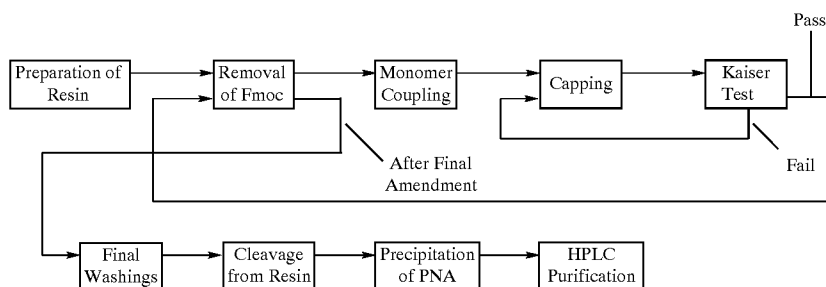 Pass
Preparation of
Resin
Removal
of Fmoc
Monomer
Coupling
Capping
Kaiser
Test
After Final
Amendment
Fail
Final
Washings
Cleavage
from Resin
Precipitation
of PNA
HPLC
Purification